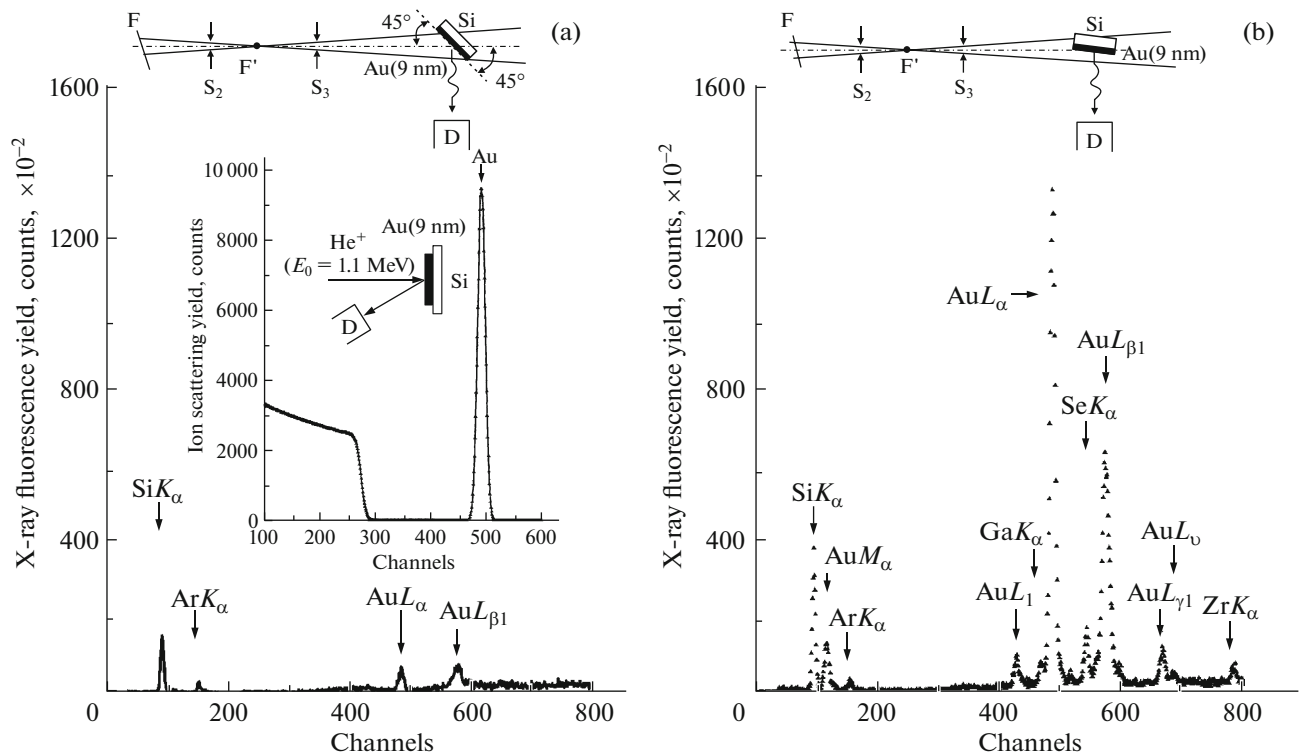 F
45°
Si
(a)
F'
Au(9 nm)
45°
S₂
S₃
D
X-ray fluorescence yield, counts, ×10⁻²
1600
1200
800
400
0
200
400
600
800
Channels
SiKα
ArKα
AuLα
AuLβ1
Ion scattering yield, counts
10 000
8000
6000
4000
2000
0
100
200
300
400
500
600
Channels
Au
Au(9 nm)
He⁺
(E₀ = 1.1 MeV)
Si
D
F
Si
(b)
F'
Au(9 nm)
S₂
S₃
D
X-ray fluorescence yield, counts, ×10⁻²
1600
1200
800
400
0
200
400
600
800
Channels
AuLα
AuLβ1
SeKα
SiKα
AuMα
ArKα
GaKα
AuL₁
AuLυ
AuLγ1
ZrKα